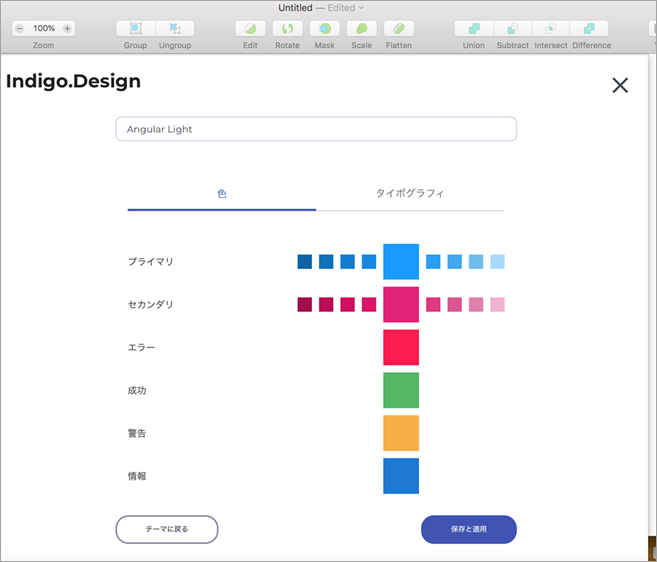 Untitled — Edited
100%
Zoom
Group
Ungroup
Edit
Rotate
Mask
Scale
Flatten
Union
Subtract
Intersect
Difference
Indigo.Design
Angular Light
色
タイポグラフィ
プライマリ
セカンダリ
エラー
成功
警告
情報
テーマに戻る
保存と適用